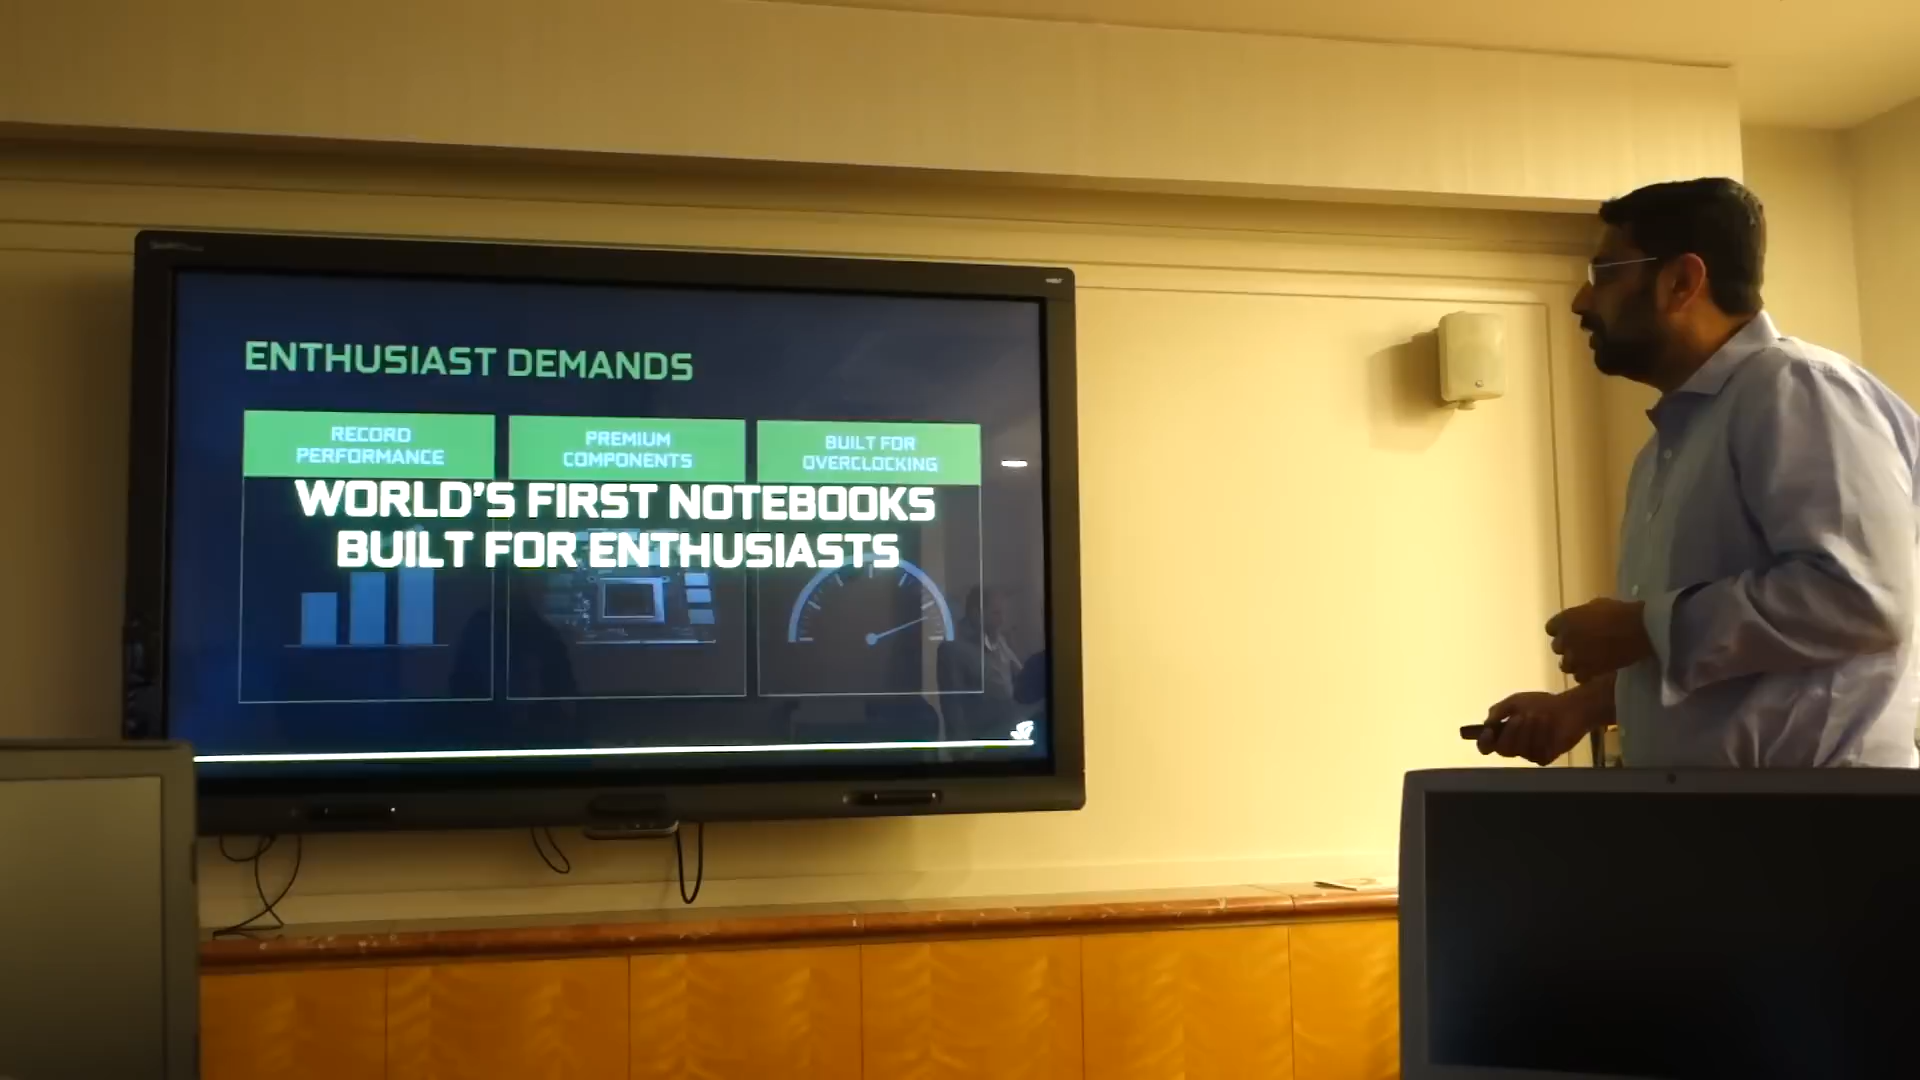 ENTHUSIAST DEMANDS
RECORD
PERFORMANCE
PREMIUM
COMPONENTS
BUILT FOR
OVERCLOCKING
WORLD'S FIRST NOTEBOOKS
BUILT FOR ENTHUSIASTS